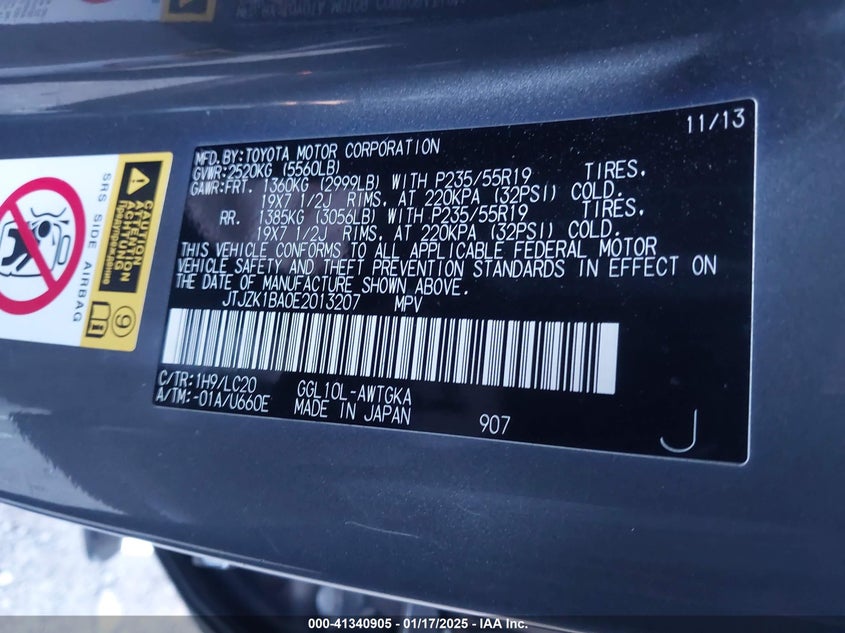 11/13
MFD.BY:TOYOTA MOTOR CORPORATION
GVWR:2520KG (5560LB)
GAWR:FRT. 1360KG (2999LB) WITH P235/55R19 TIRES.
19X7 1/2J RIMS. AT 220KPA (32PSI) COLD.
RR. 1385KG (3056LB) WITH P235/55R19 TIRES.
19X7 1/2J RIMS. AT 220KPA (32PSI) COLD.
THIS VEHICLE CONFORMS TO ALL APPLICABLE FEDERAL MOTOR
VEHICLE SAFETY AND THEFT PREVENTION STANDARDS IN EFFECT ON
THE DATE OF MANUFACTURE SHOWN ABOVE.
JTJZK1BA0E2013207 MPV
C/TR:1H9/LC20 GGL10L-AWTGKA
A/TM:-01A/U660E MADE IN JAPAN 907
J
SRS SIDE AIRBAG
CAUTION
ATTENTION
ACHTUNG
Предупреждение
9
000-41340905 - 01/17/2025 - IAA Inc.